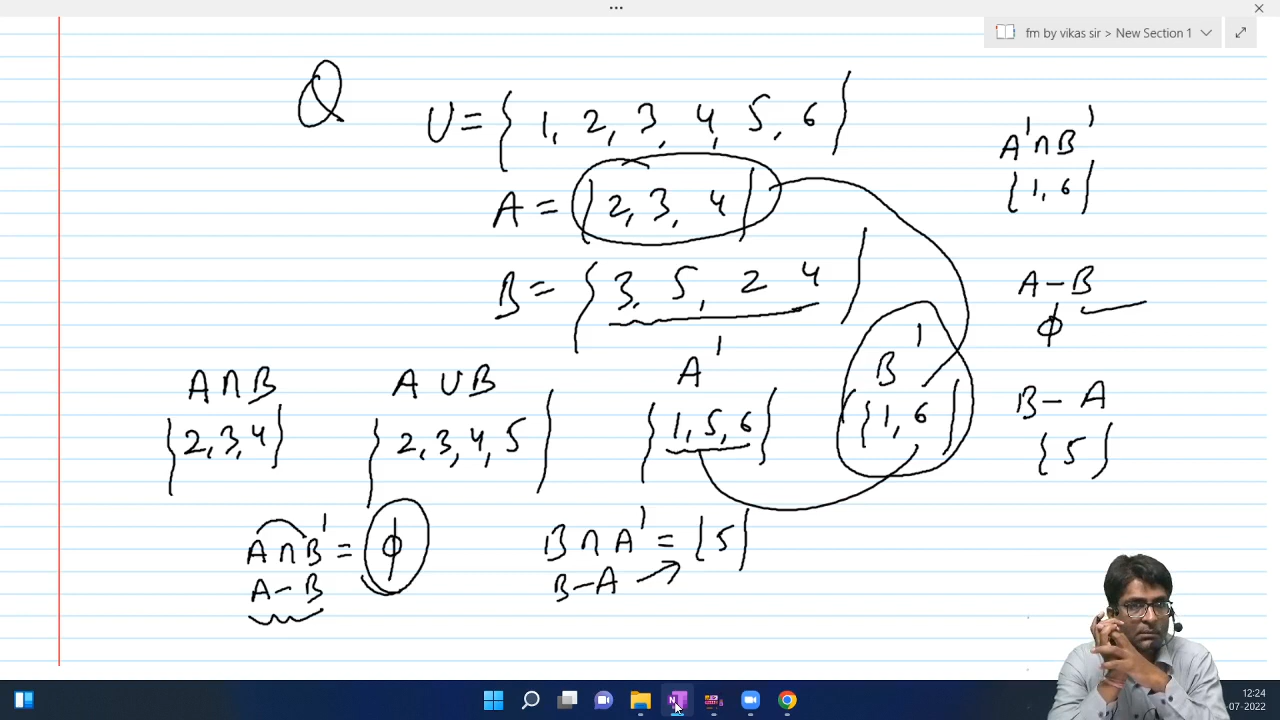 fm by vikas sir > New Section 1
Q
U = { 1, 2, 3, 4, 5, 6 }
A = { 2, 3, 4 }
B = { 3, 5, 2 4 }
A' ∩ B'
{ 1, 6 }
A − B
ϕ
B − A
{ 5 }
A ∩ B
{ 2, 3, 4 }
A ∪ B
{ 2, 3, 4, 5 }
A'
{ 1, 5, 6 }
B'
{ 1, 6 }
A ∩ B' = ϕ
A − B
B ∩ A' = { 5 }
B − A
12:24
-07-2022